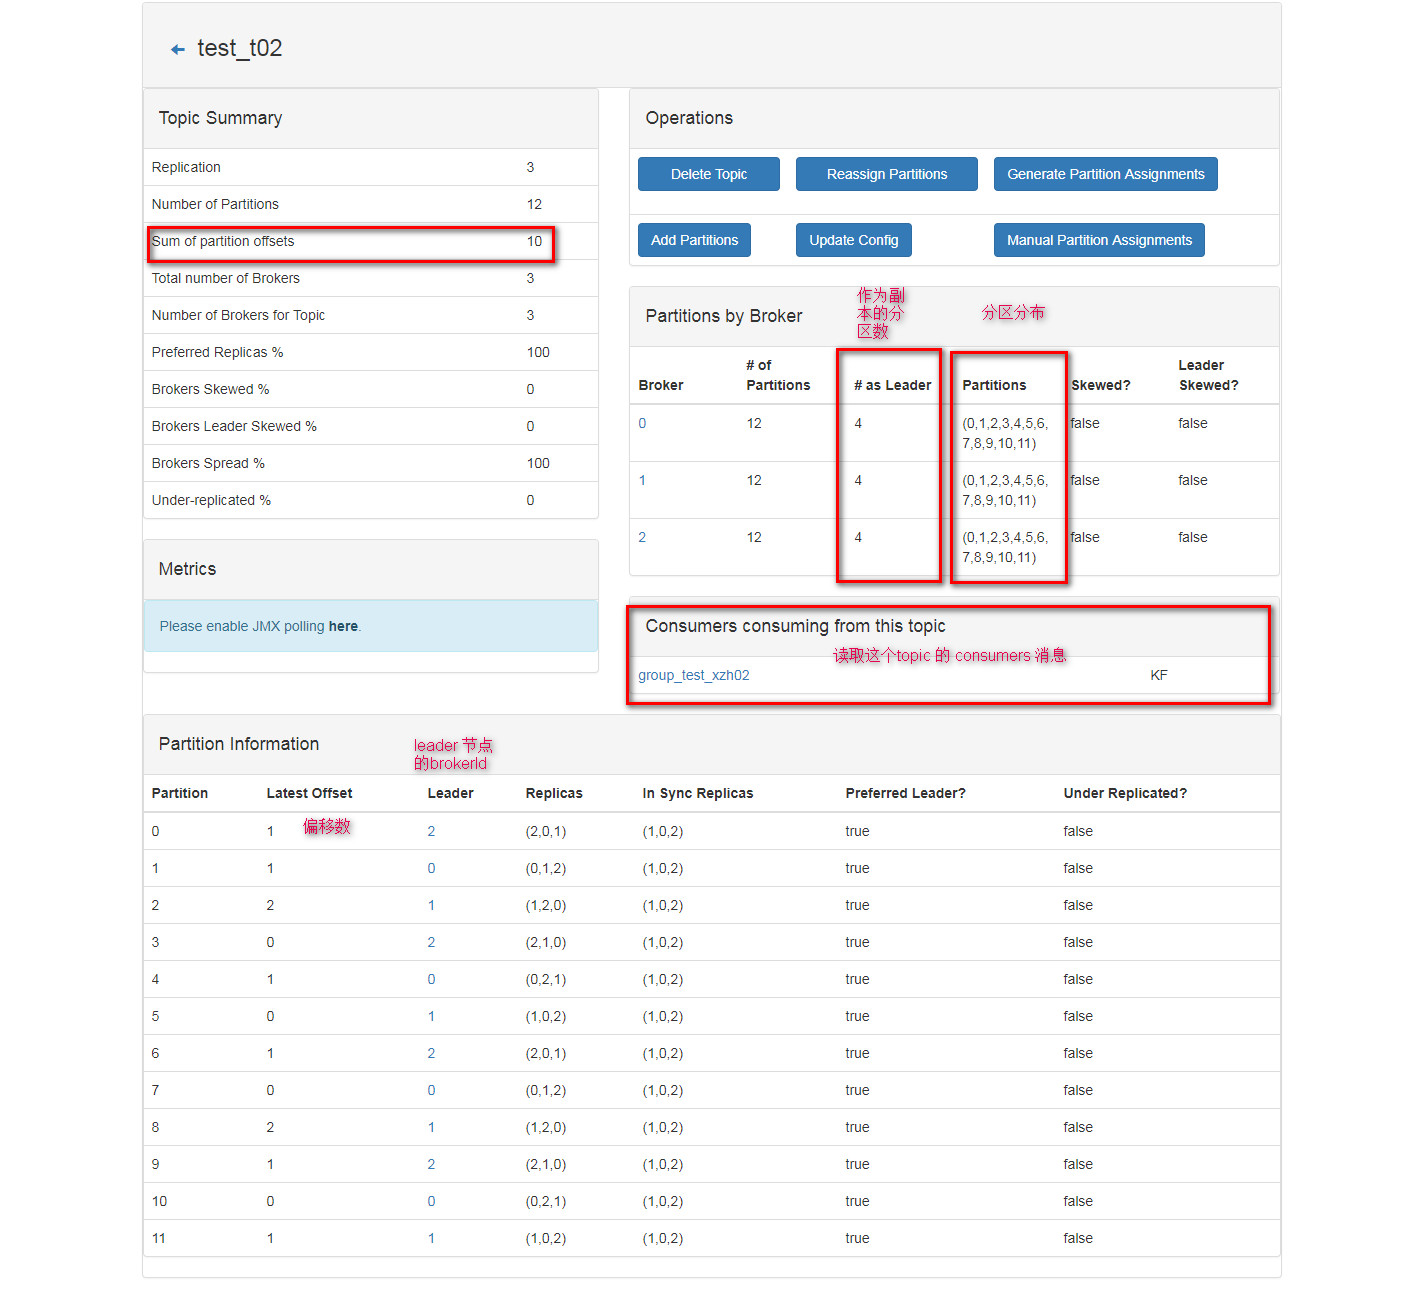 test_t02
Topic Summary
Replication 3
Number of Partitions 12
Sum of partition offsets 10
Total number of Brokers 3
Number of Brokers for Topic 3
Preferred Replicas % 100
Brokers Skewed % 0
Brokers Leader Skewed % 0
Brokers Spread % 100
Under-replicated % 0
Metrics
Please enable JMX polling here.
Operations
Delete Topic Reassign Partitions Generate Partition Assignments
Add Partitions Update Config Manual Partition Assignments
Partitions by Broker
作为副
本的分
区数
分区分布
Broker # of Partitions # as Leader Partitions Skewed? Leader Skewed?
0 12 4 (0,1,2,3,4,5,6, false false
7,8,9,10,11)
1 12 4 (0,1,2,3,4,5,6, false false
7,8,9,10,11)
2 12 4 (0,1,2,3,4,5,6, false false
7,8,9,10,11)
Consumers consuming from this topic
读取这个topic 的 consumers 消息
group_test_xzh02 KF
Partition Information
leader 节点
的brokerId
Partition Latest Offset Leader Replicas In Sync Replicas Preferred Leader? Under Replicated?
偏移数
0 1 2 (2,0,1) (1,0,2) true false
1 1 0 (0,1,2) (1,0,2) true false
2 2 1 (1,2,0) (1,0,2) true false
3 0 2 (2,1,0) (1,0,2) true false
4 1 0 (0,2,1) (1,0,2) true false
5 0 1 (1,0,2) (1,0,2) true false
6 1 2 (2,0,1) (1,0,2) true false
7 0 0 (0,1,2) (1,0,2) true false
8 2 1 (1,2,0) (1,0,2) true false
9 1 2 (2,1,0) (1,0,2) true false
10 0 0 (0,2,1) (1,0,2) true false
11 1 1 (1,0,2) (1,0,2) true false